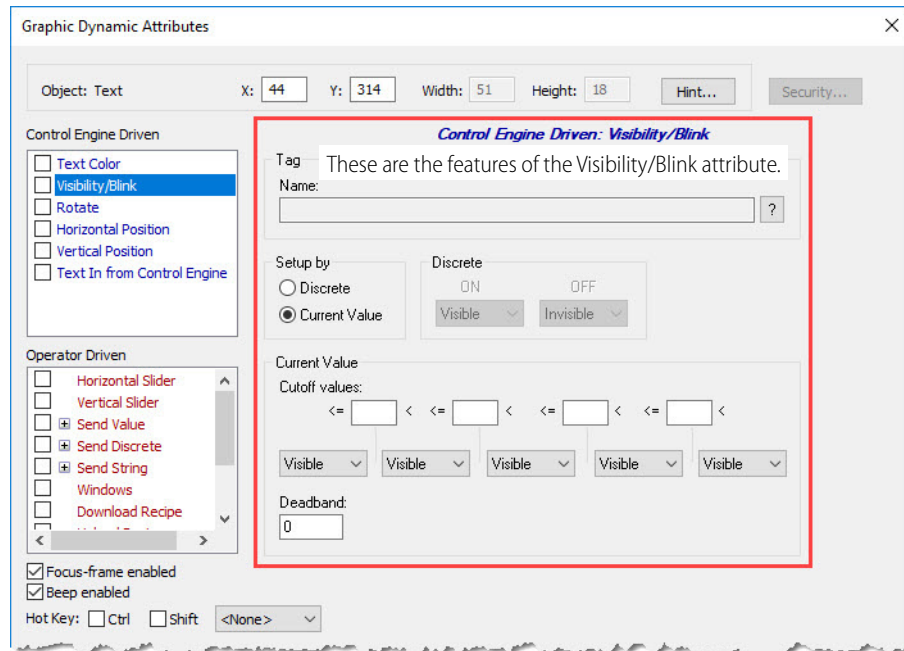 Graphic Dynamic Attributes
Object: Text X: 44 Y: 314 Width: 51 Height: 18 Hint... Security...
Control Engine Driven
Text Color
Visibility/Blink
Rotate
Horizontal Position
Vertical Position
Text In from Control Engine
Operator Driven
Horizontal Slider
Vertical Slider
Send Value
Send Discrete
Send String
Windows
Download Recipe
Control Engine Driven: Visibility/Blink
Tag
These are the features of the Visibility/Blink attribute.
Name:
?
Setup by
Discrete
Current Value
Discrete
ON OFF
Visible Invisible
Current Value
Cutoff values:
<= < <= < <= < <= <
Visible Visible Visible Visible Visible
Deadband:
0
Focus-frame enabled
Beep enabled
Hot Key: Ctrl Shift <None>